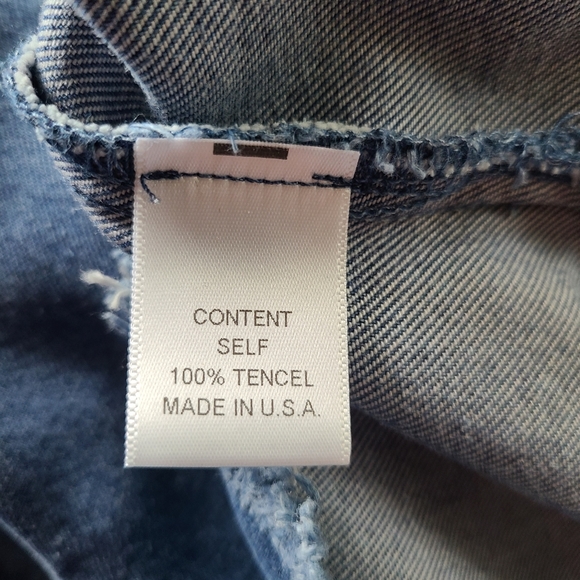 CONTENT
SELF
100% TENCEL
MADE IN U.S.A.